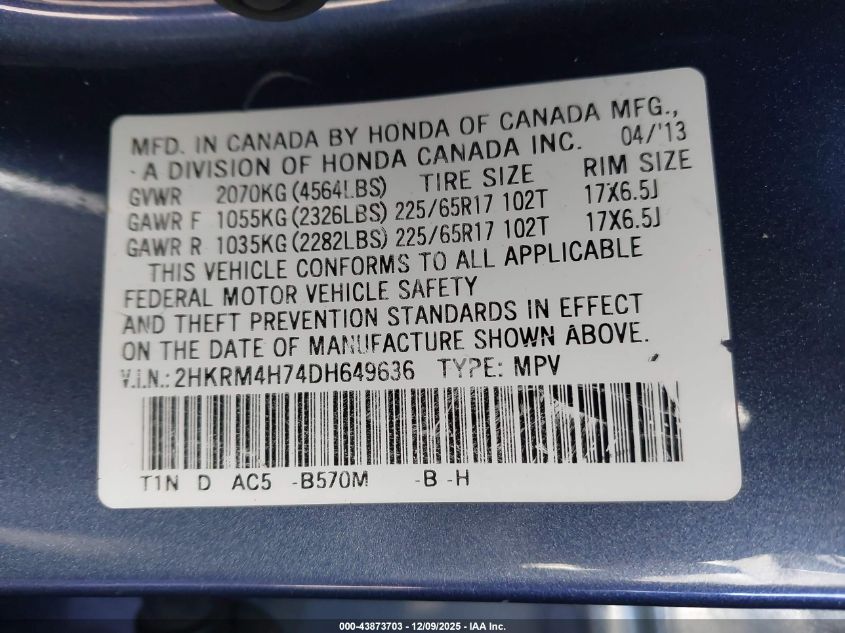 MFD. IN CANADA BY HONDA OF CANADA MFG.,
- A DIVISION OF HONDA CANADA INC. 04/'13
GVWR 2070KG (4564LBS) TIRE SIZE RIM SIZE
GAWR F 1055KG (2326LBS) 225/65R17 102T 17X6.5J
GAWR R 1035KG (2282LBS) 225/65R17 102T 17X6.5J
THIS VEHICLE CONFORMS TO ALL APPLICABLE
FEDERAL MOTOR VEHICLE SAFETY
AND THEFT PREVENTION STANDARDS IN EFFECT
ON THE DATE OF MANUFACTURE SHOWN ABOVE.
V.I.N.: 2HKRM4H74DH649636 TYPE: MPV
T1N D AC5 -B570M -B -H
000-43873703 - 12/09/2025 - IAA Inc.